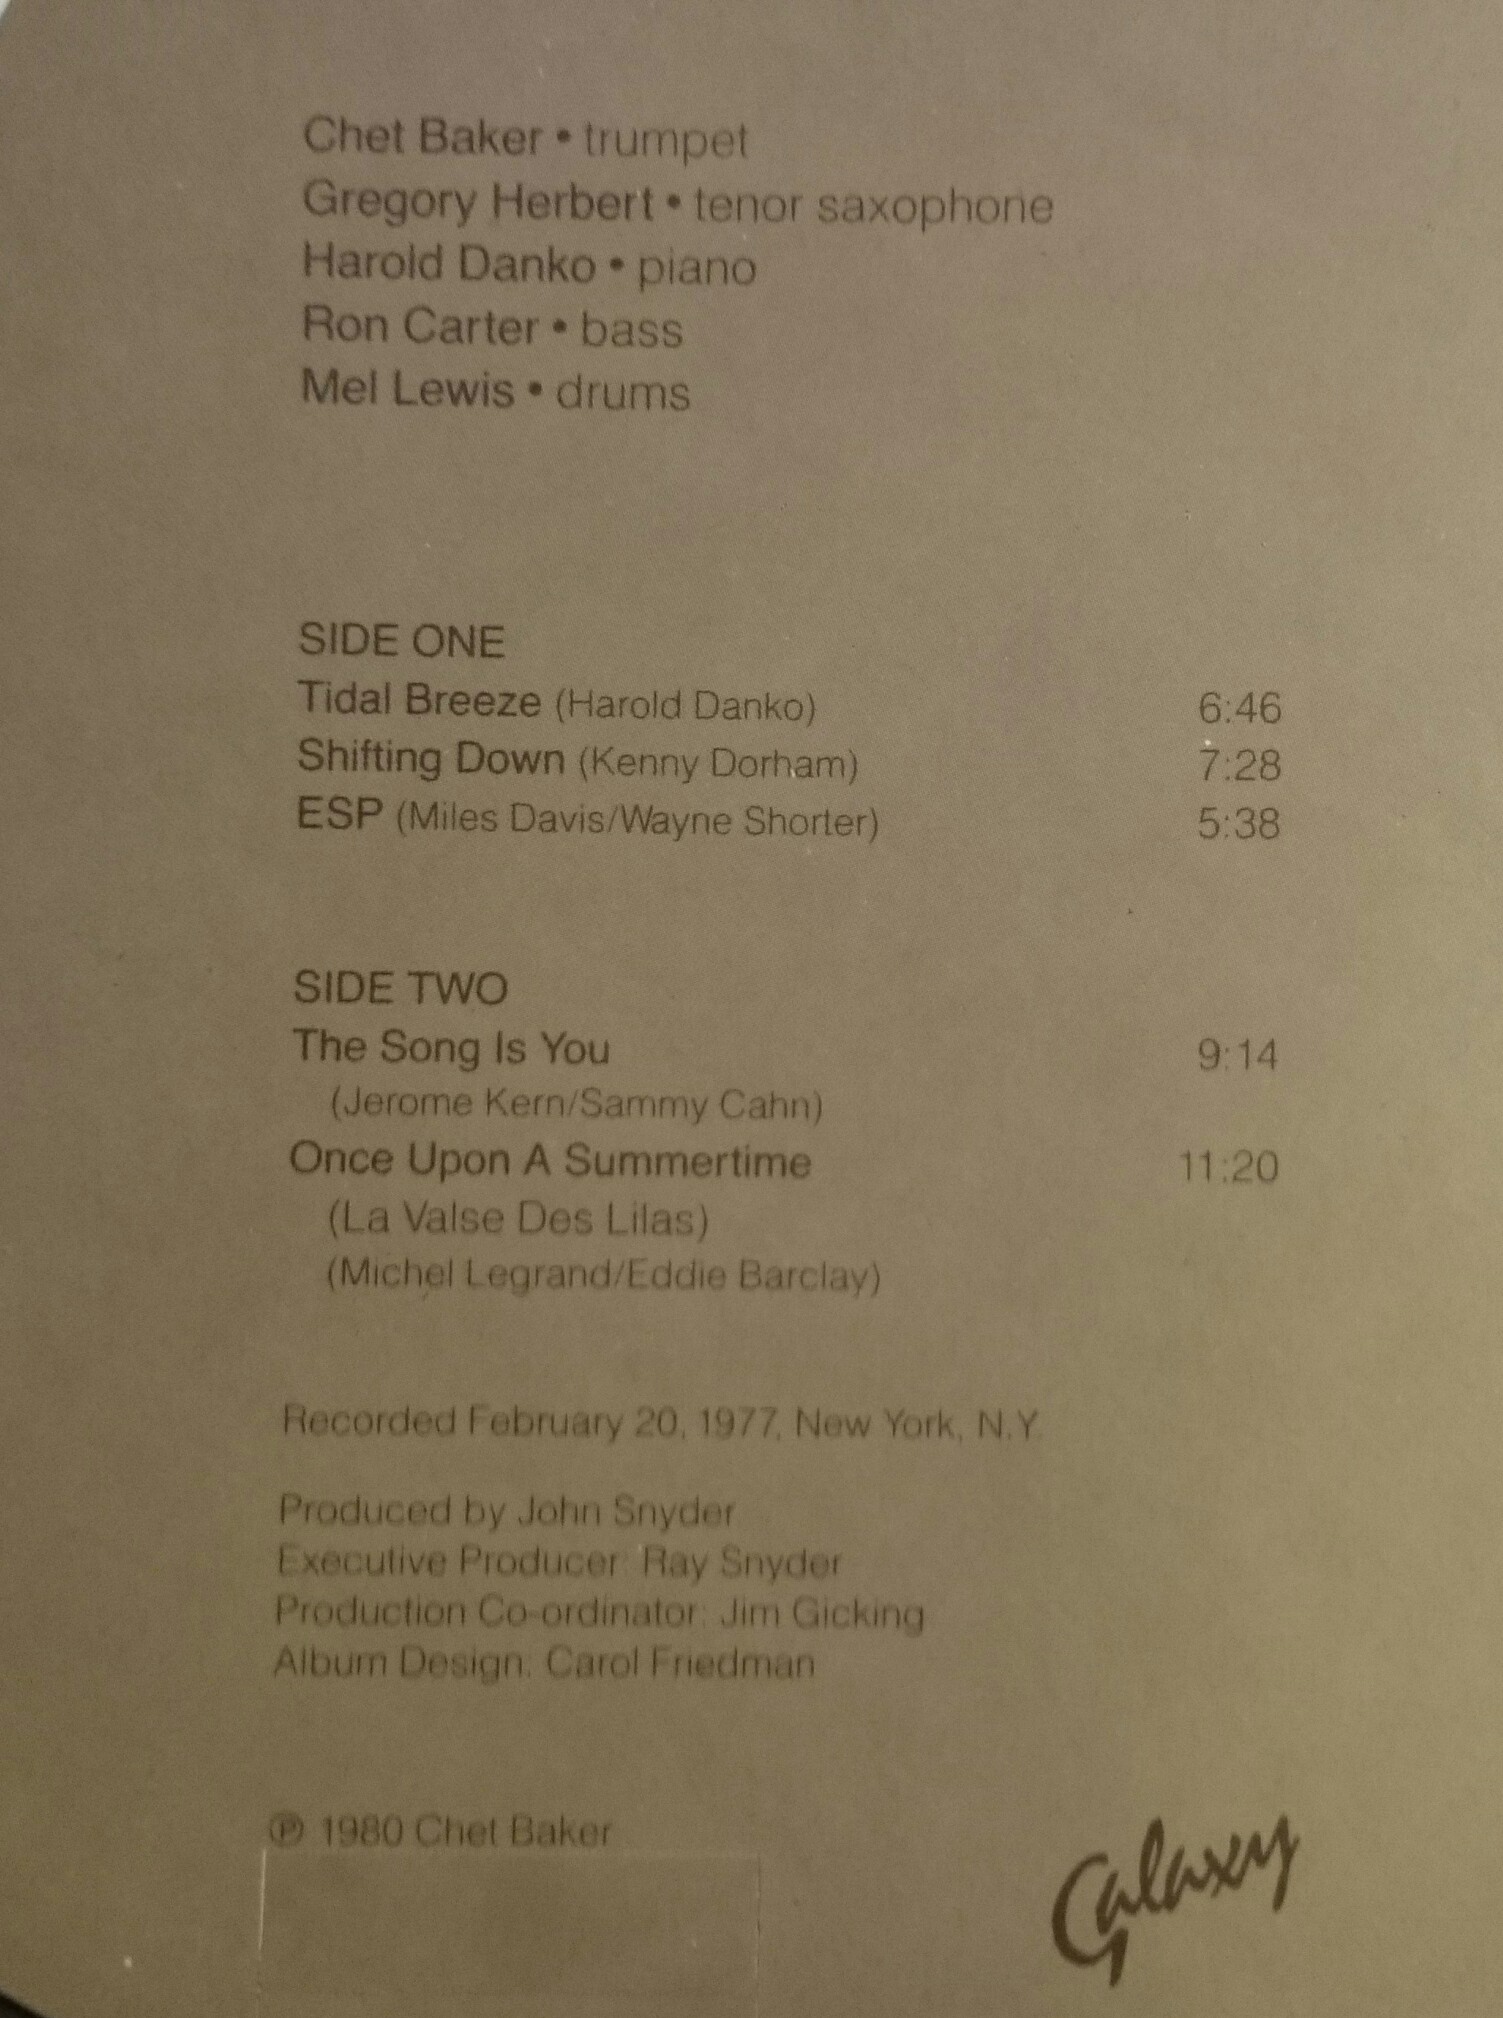 Chet Baker • trumpet
Gregory Herbert • tenor saxophone
Harold Danko • piano
Ron Carter • bass
Mel Lewis • drums
SIDE ONE
Tidal Breeze (Harold Danko) 6:46
Shifting Down (Kenny Dorham) 7:28
ESP (Miles Davis/Wayne Shorter) 5:38
SIDE TWO
The Song Is You 9:14
(Jerome Kern/Sammy Cahn)
Once Upon A Summertime 11:20
(La Valse Des Lilas)
(Michel Legrand/Eddie Barclay)
Recorded February 20, 1977, New York, N.Y.
Produced by John Snyder
Executive Producer: Ray Snyder
Production Co-ordinator: Jim Gicking
Album Design: Carol Friedman
℗ 1980 Chet Baker
Galaxy